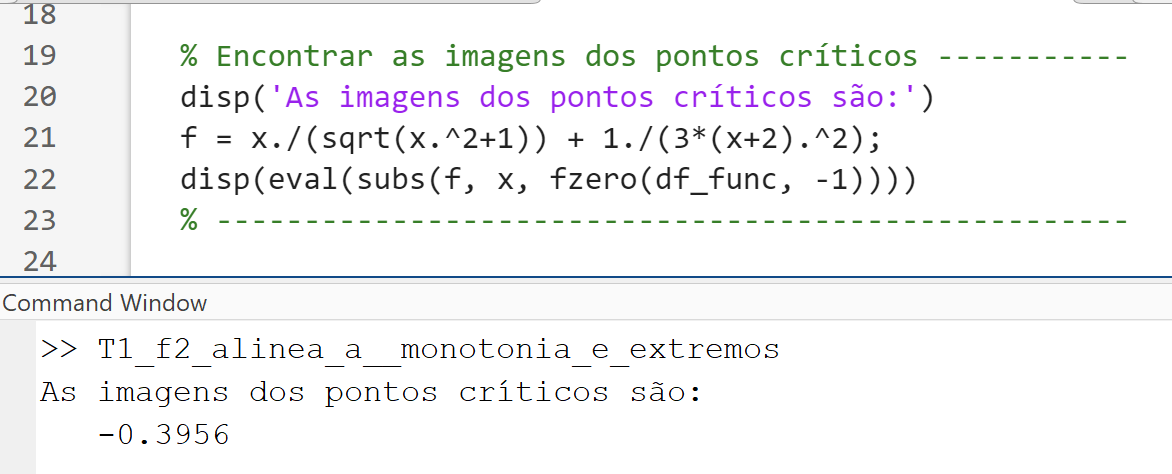 18
19 % Encontrar as imagens dos pontos críticos -----------
20 disp('As imagens dos pontos críticos são:')
21 f = x./(sqrt(x.^2+1)) + 1./(3*(x+2).^2);
22 disp(eval(subs(f, x, fzero(df_func, -1))))
23 % ----------------------------------------------------
24
Command Window
>> T1_f2_alinea_a__monotonia_e_extremos
As imagens dos pontos críticos são:
-0.3956